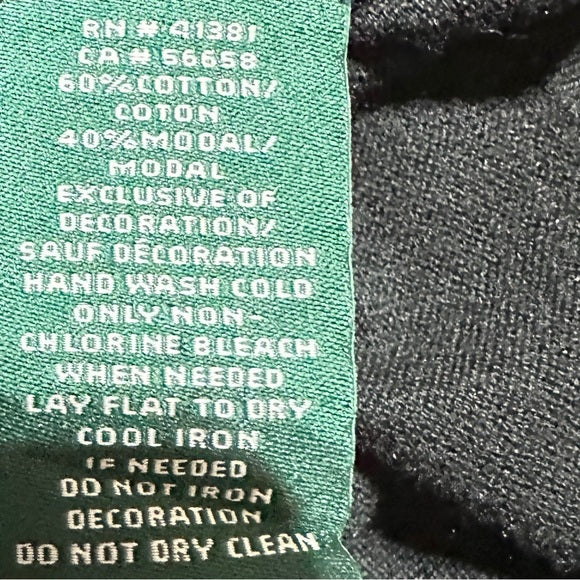 RN # 41381
CA # 56658
60% COTTON/
COTON
40% MODAL/
MODAL
EXCLUSIVE OF
DECORATION/
SAUF DÉCORATION
HAND WASH COLD
ONLY NON-
CHLORINE BLEACH
WHEN NEEDED
LAY FLAT TO DRY
COOL IRON
IF NEEDED
DO NOT IRON
DECORATION
DO NOT DRY CLEAN